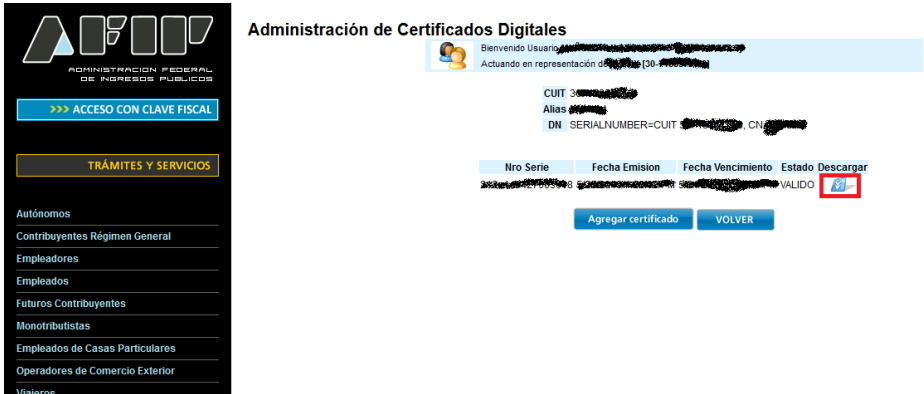 AFIP
ADMINISTRACION FEDERAL
DE INGRESOS PUBLICOS
>>> ACCESO CON CLAVE FISCAL
TRÁMITES Y SERVICIOS
Autónomos
Contribuyentes Régimen General
Empleadores
Empleados
Futuros Contribuyentes
Monotributistas
Empleados de Casas Particulares
Operadores de Comercio Exterior
Viajeros
Administración de Certificados Digitales
Bienvenido Usuario
Actuando en representación de [30-
CUIT 30
Alias
DN SERIALNUMBER=CUIT , CN
Nro Serie Fecha Emision Fecha Vencimiento Estado Descargar
VALIDO
Agregar certificado VOLVER